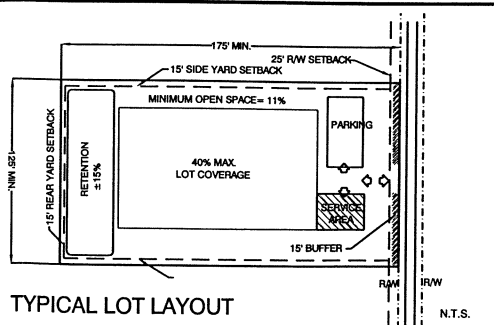 175' MIN.
25' R/W SETBACK
15' SIDE YARD SETBACK
MINIMUM OPEN SPACE= 11%
PARKING
125' MIN.
15' REAR YARD SETBACK
RETENTION
±15%
40% MAX.
LOT COVERAGE
SERVICE
AREA
15' BUFFER
R/W
R/W
TYPICAL LOT LAYOUT
N.T.S.